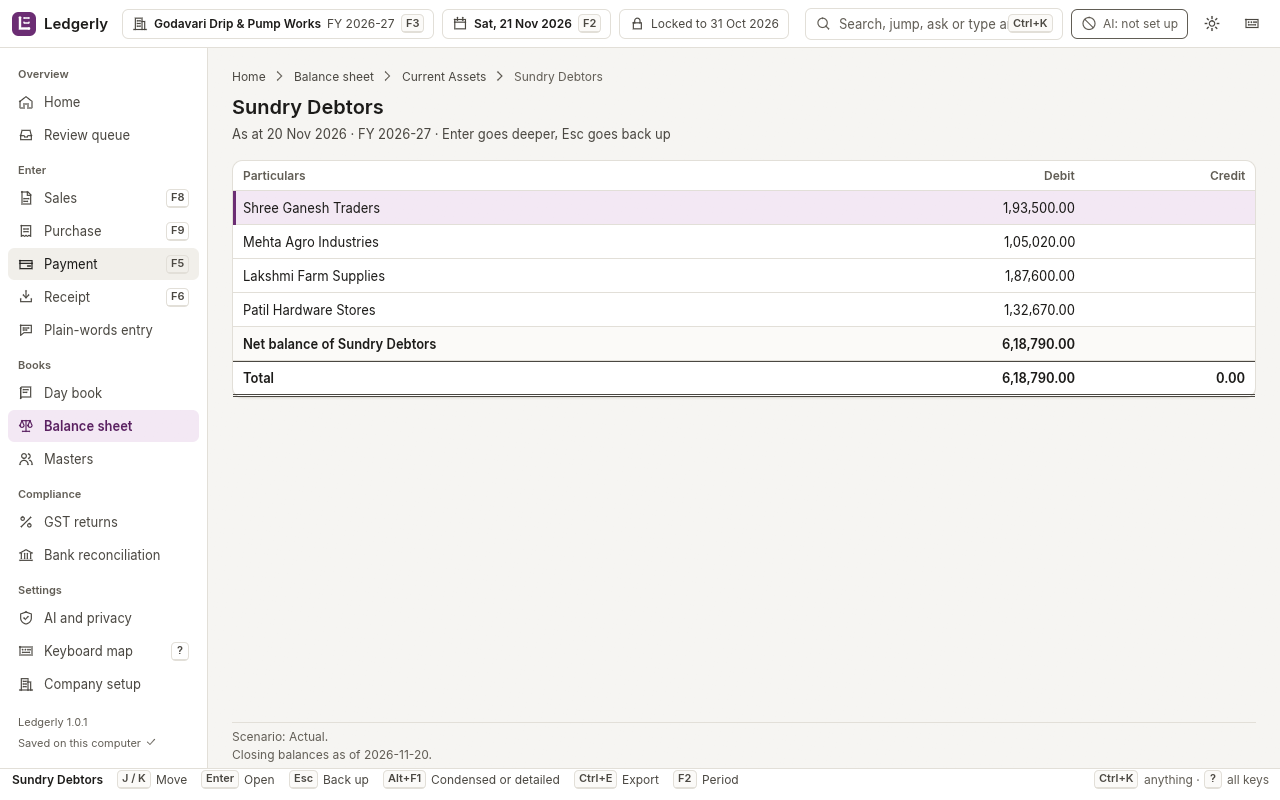 Ledgerly
Godavari Drip & Pump Works FY 2026-27 F3
Sat, 21 Nov 2026 F2
Locked to 31 Oct 2026
Search, jump, ask or type a Ctrl+K
AI: not set up
Overview
Home
Review queue
Enter
Sales F8
Purchase F9
Payment F5
Receipt F6
Plain-words entry
Books
Day book
Balance sheet
Masters
Compliance
GST returns
Bank reconciliation
Settings
AI and privacy
Keyboard map ?
Company setup
Ledgerly 1.0.1
Saved on this computer
Home Balance sheet Current Assets Sundry Debtors
Sundry Debtors
As at 20 Nov 2026 · FY 2026-27 · Enter goes deeper, Esc goes back up
Particulars Debit Credit
Shree Ganesh Traders 1,93,500.00
Mehta Agro Industries 1,05,020.00
Lakshmi Farm Supplies 1,87,600.00
Patil Hardware Stores 1,32,670.00
Net balance of Sundry Debtors 6,18,790.00
Total 6,18,790.00 0.00
Scenario: Actual.
Closing balances as of 2026-11-20.
Sundry Debtors J / K Move Enter Open Esc Back up Alt+F1 Condensed or detailed Ctrl+E Export F2 Period Ctrl+K anything · ? all keys